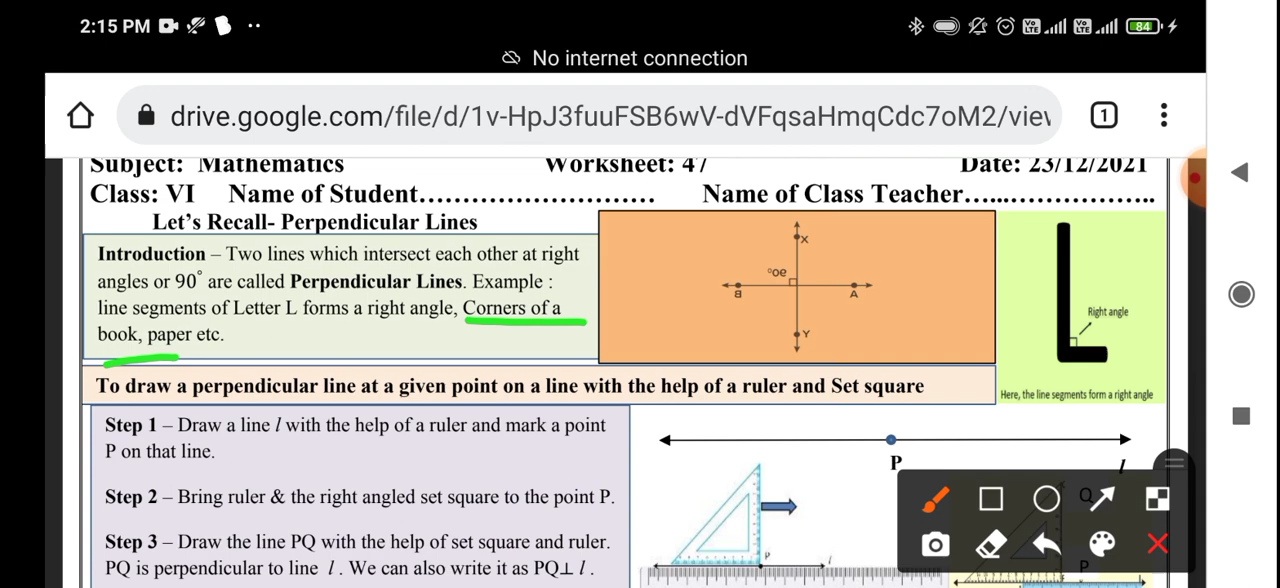 2:15 PM
84
No internet connection
drive.google.com/file/d/1v-HpJ3fuuFSB6wV-dVFqsaHmqCdc7oM2/view
1
Subject: Mathematics Worksheet: 47 Date: 23/12/2021
Class: VI Name of Student………………………. Name of Class Teacher…...……………..
Let's Recall- Perpendicular Lines
Introduction – Two lines which intersect each other at right
angles or 90° are called Perpendicular Lines. Example :
line segments of Letter L forms a right angle, Corners of a
book, paper etc.
X
B
A
Y
Right angle
Here, the line segments form a right angle
To draw a perpendicular line at a given point on a line with the help of a ruler and Set square
Step 1 – Draw a line l with the help of a ruler and mark a point
P on that line.
Step 2 – Bring ruler & the right angled set square to the point P.
Step 3 – Draw the line PQ with the help of set square and ruler.
PQ is perpendicular to line l . We can also write it as PQ⊥ l .
P
l
P
l
Q
P